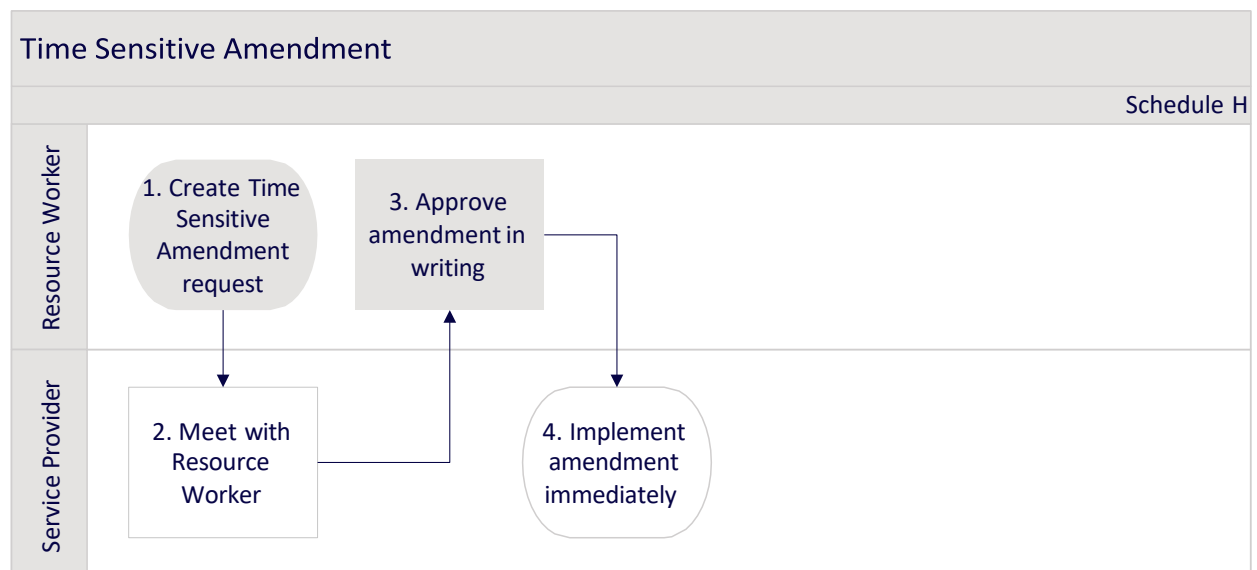 Time Sensitive Amendment
Schedule H
Resource Worker
1. Create Time
Sensitive
Amendment
request
3. Approve
amendment in
writing
Service Provider
2. Meet with
Resource
Worker
4. Implement
amendment
immediately